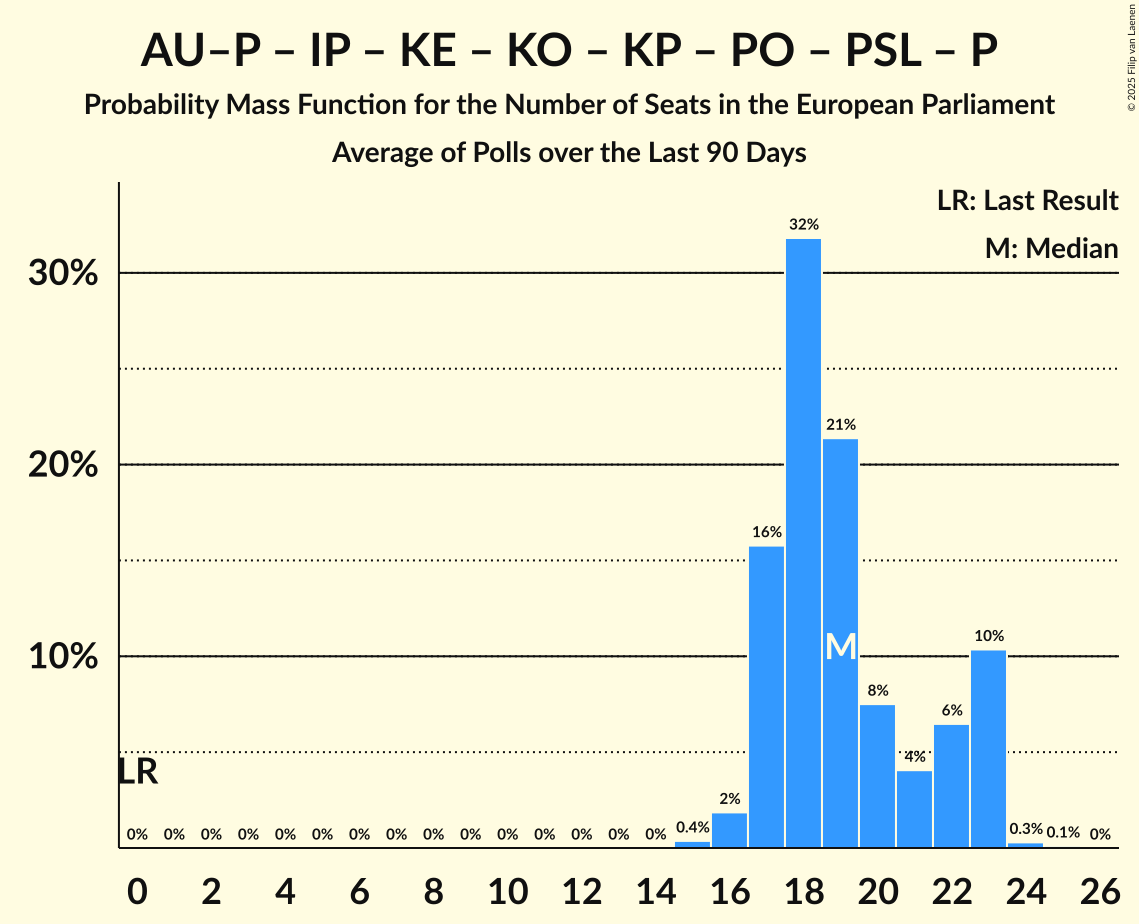 AU–P – IP – KE – KO – KP – PO – PSL – P
Probability Mass Function for the Number of Seats in the European Parliament
Average of Polls over the Last 90 Days
© 2025 Filip van Laenen
LR: Last Result
M: Median
30%
20%
10%
32%
21%
16%
M
10%
8%
6%
4%
LR
2%
0% 0% 0% 0% 0% 0% 0% 0% 0% 0% 0% 0% 0% 0% 0% 0.4% 0.3% 0.1% 0%
0 2 4 6 8 10 12 14 16 18 20 22 24 26